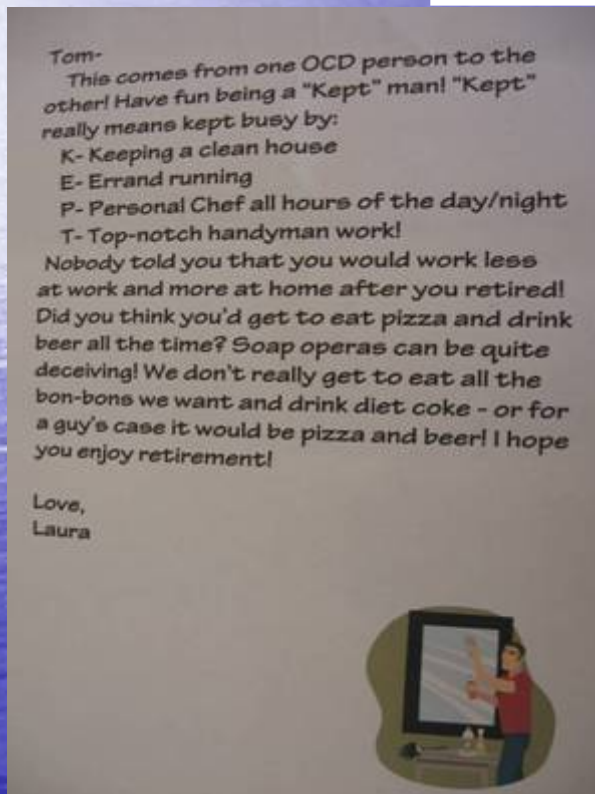 Tom-
This comes from one OCD person to the
other! Have fun being a "Kept" man! "Kept"
really means kept busy by:
K- Keeping a clean house
E- Errand running
P- Personal Chef all hours of the day/night
T- Top-notch handyman work!
Nobody told you that you would work less
at work and more at home after you retired!
Did you think you'd get to eat pizza and drink
beer all the time? Soap operas can be quite
deceiving! We don't really get to eat all the
bon-bons we want and drink diet coke - or for
a guy's case it would be pizza and beer! I hope
you enjoy retirement!
Love,
Laura